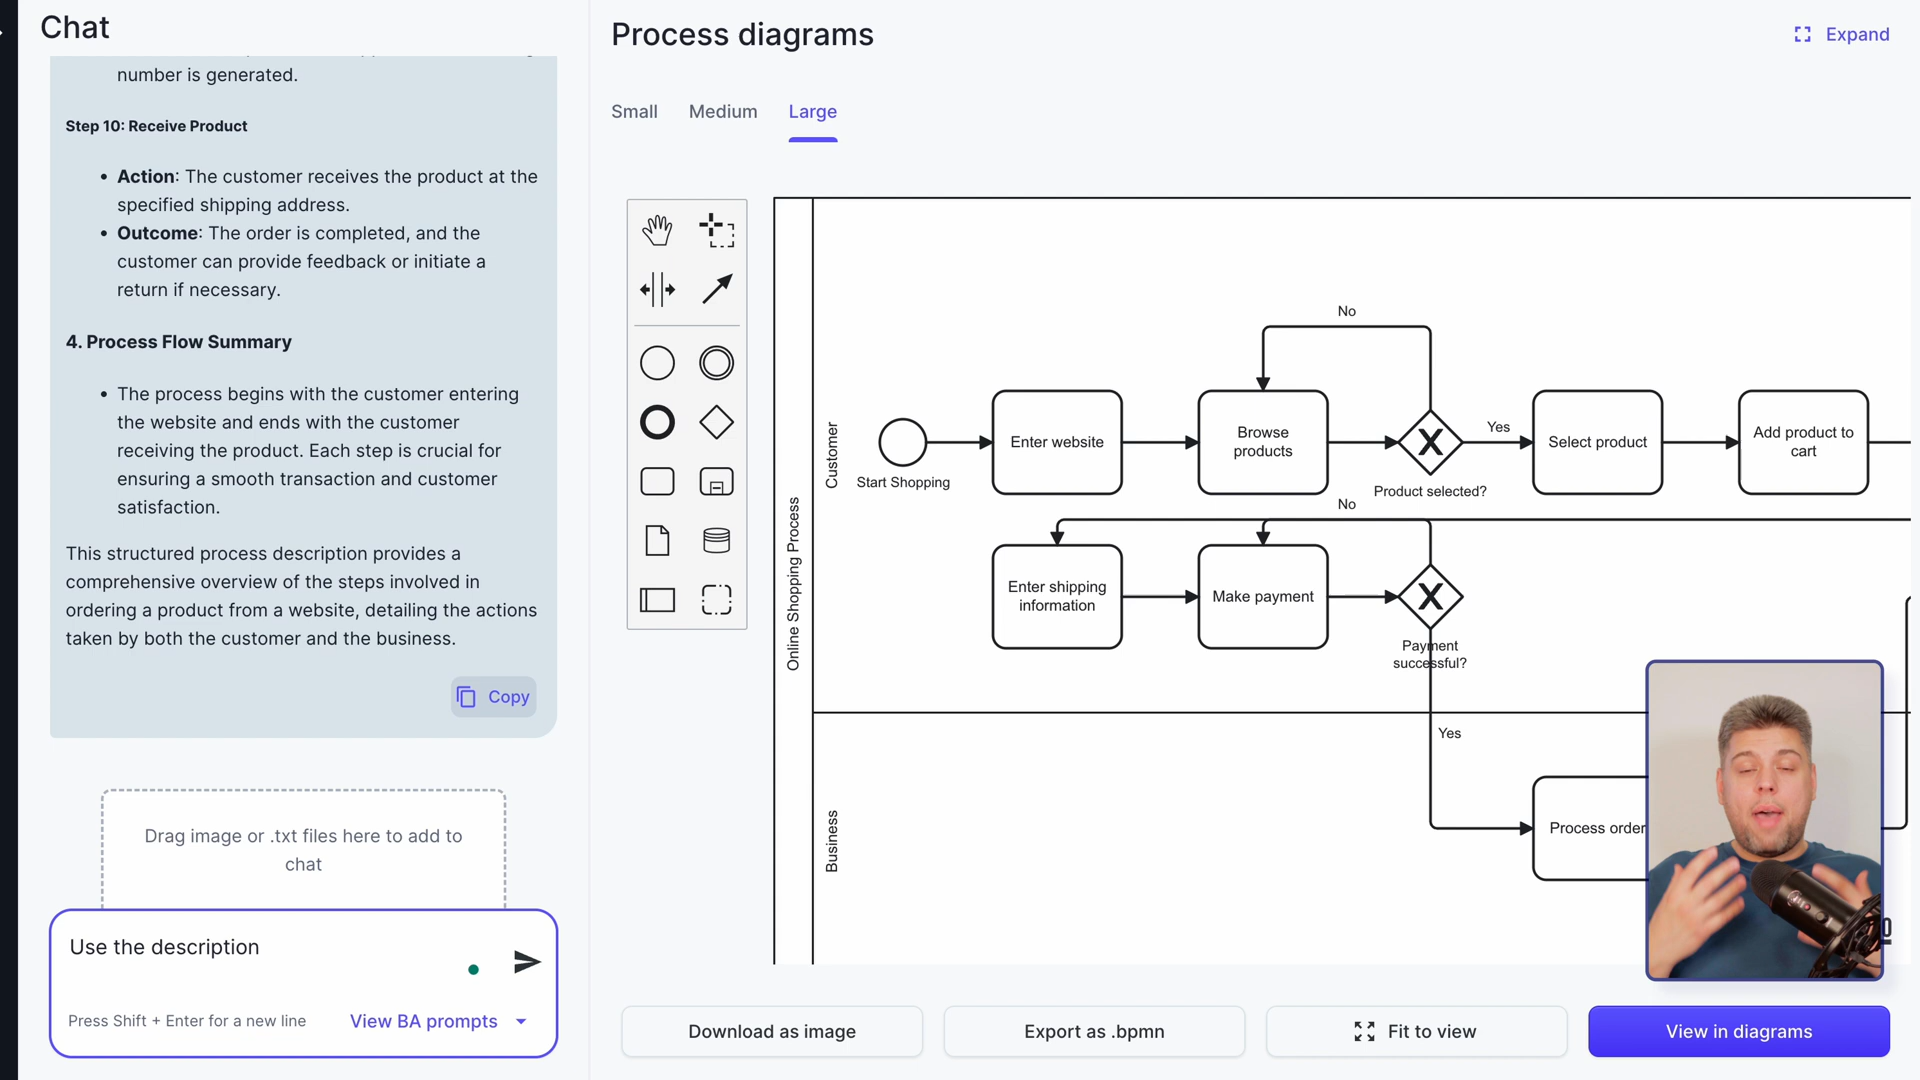 Chat
number is generated.
Step 10: Receive Product
• Action: The customer receives the product at the
specified shipping address.
• Outcome: The order is completed, and the
customer can provide feedback or initiate a
return if necessary.
4. Process Flow Summary
• The process begins with the customer entering
the website and ends with the customer
receiving the product. Each step is crucial for
ensuring a smooth transaction and customer
satisfaction.
This structured process description provides a
comprehensive overview of the steps involved in
ordering a product from a website, detailing the actions
taken by both the customer and the business.
Copy
Drag image or .txt files here to add to
chat
Use the description
Press Shift + Enter for a new line
View BA prompts
Process diagrams
Expand
Small
Medium
Large
Online Shopping Process
Customer
Start Shopping
Enter website
Browse
products
No
Product selected?
Yes
Select product
Add product to
cart
Enter shipping
information
Make payment
No
Payment
successful?
Yes
Business
Process order
Download as image
Export as .bpmn
Fit to view
View in diagrams